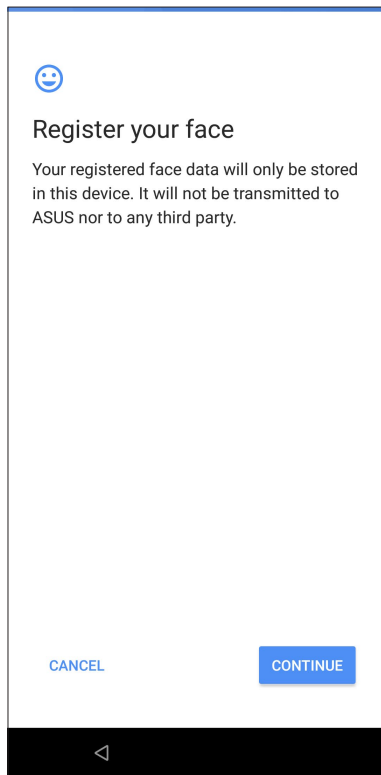 Register your face
Your registered face data will only be stored
in this device. It will not be transmitted to
ASUS nor to any third party.
CANCEL
CONTINUE